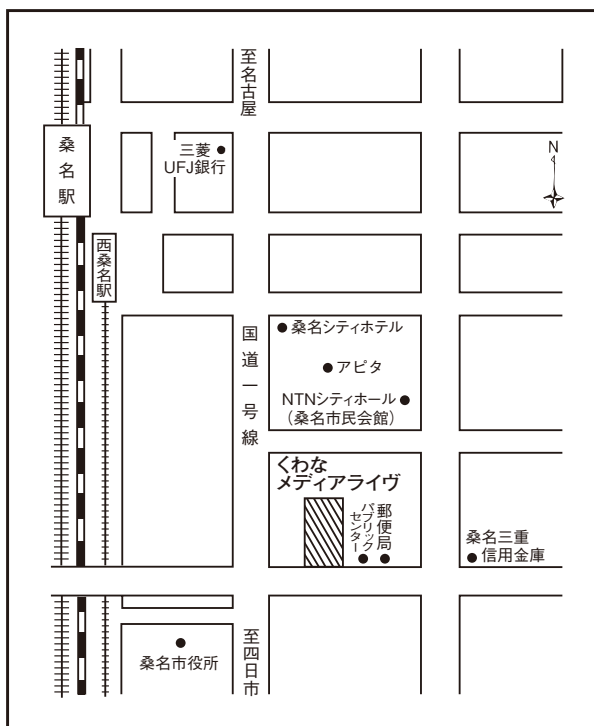 至名古屋
桑名駅
三菱
UFJ銀行
N
西桑名駅
国道一号線
桑名シティホテル
アピタ
NTNシティホール
（桑名市民会館）
くわな
メディアライヴ
パブリック
センター
郵便局
桑名三重
信用金庫
至四日市
桑名市役所